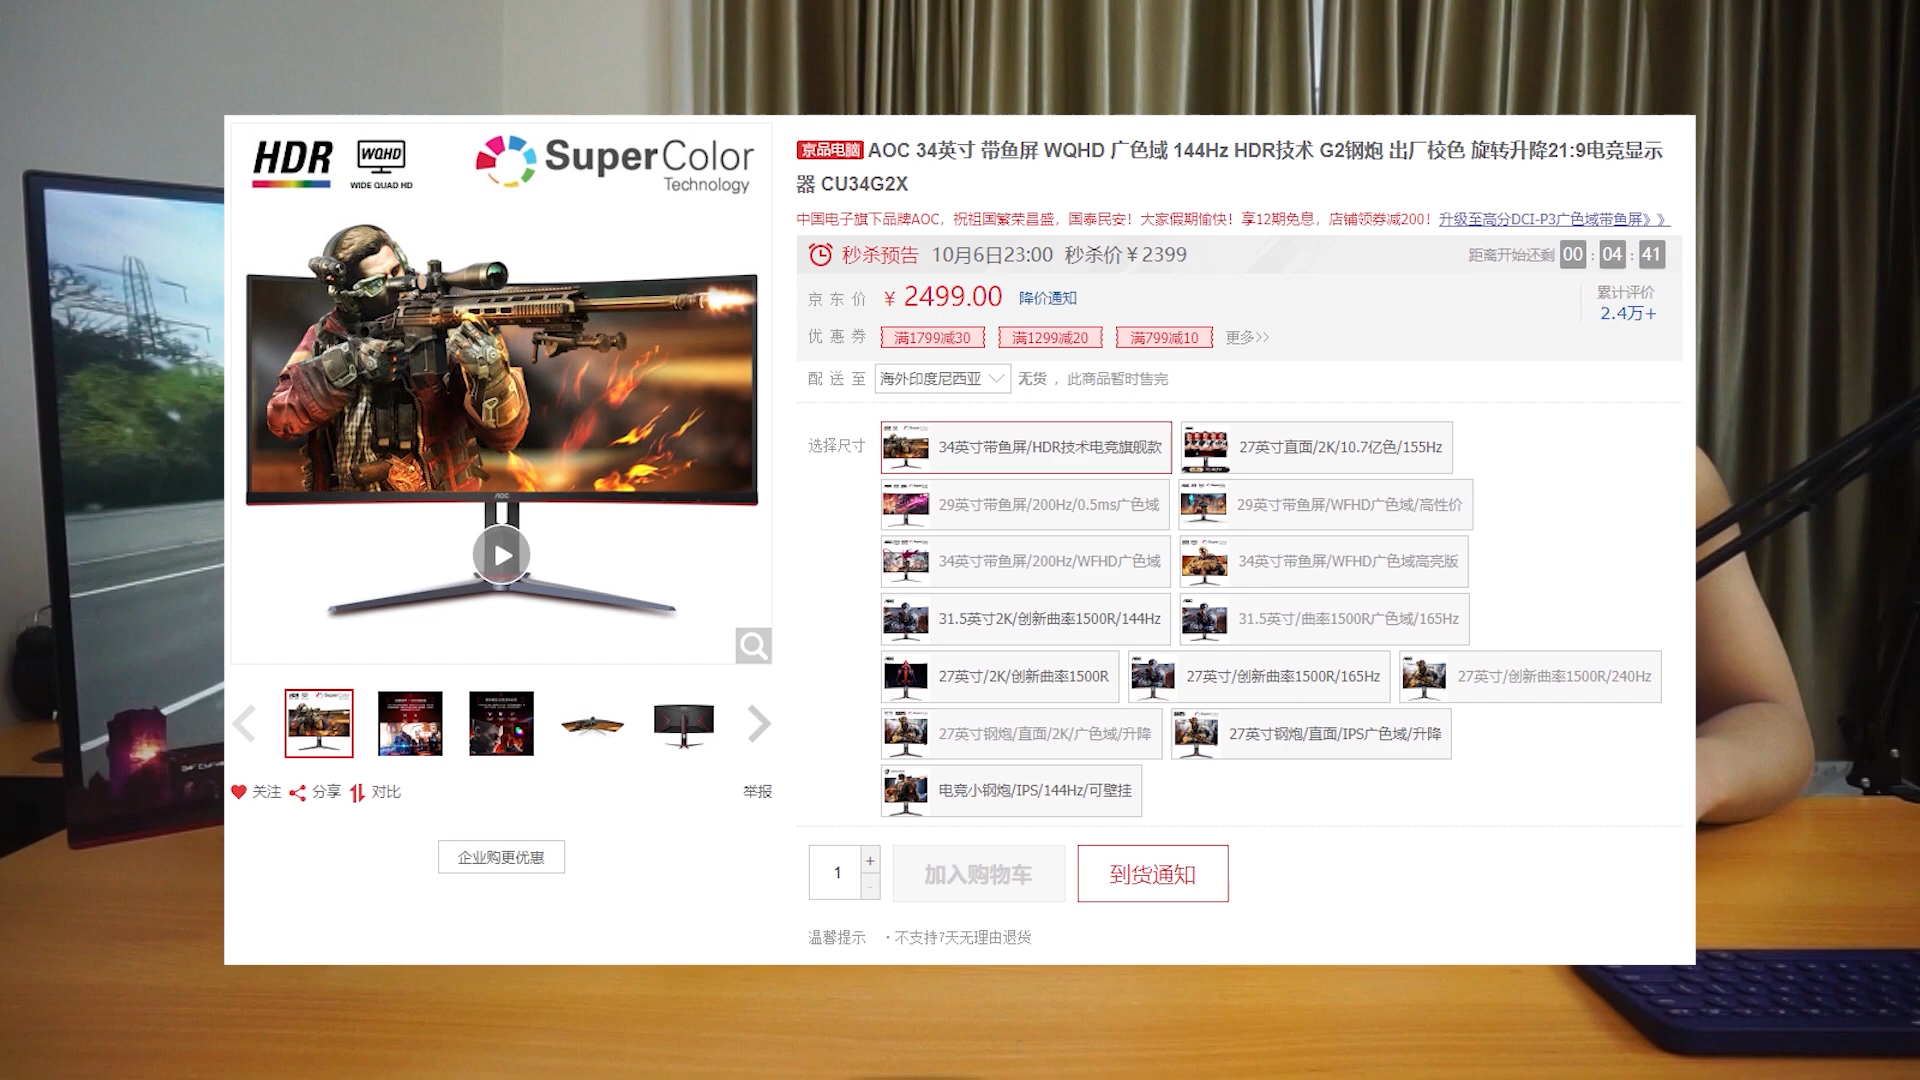 HDR
WQHD
WIDE QUAD HD
SuperColor
Technology
AOC
关注 分享 对比
举报
企业购更优惠
京品电脑 AOC 34英寸 带鱼屏 WQHD 广色域 144Hz HDR技术 G2钢炮 出厂校色 旋转升降21:9电竞显示
器 CU34G2X
中国电子旗下品牌AOC，祝祖国繁荣昌盛，国泰民安！大家假期愉快！享12期免息，店铺领券减200！ 升级至高分DCI-P3广色域带鱼屏》》
秒杀预告 10月6日23:00 秒杀价￥2399 距离开始还剩 00 : 04 : 41
京东价 ￥ 2499.00 降价通知
累计评价
2.4万+
优惠券 满1799减30 满1299减20 满799减10 更多>>
配送至 海外印度尼西亚 无货，此商品暂时售完
选择尺寸 34英寸带鱼屏/HDR技术电竞旗舰款 27英寸直面/2K/10.7亿色/155Hz
29英寸带鱼屏/200Hz/0.5ms广色域 29英寸带鱼屏/WFHD广色域/高性价
34英寸带鱼屏/200Hz/WFHD广色域 34英寸带鱼屏/WFHD广色域高亮版
31.5英寸2K/创新曲率1500R/144Hz 31.5英寸/曲率1500R广色域/165Hz
27英寸/2K/创新曲率1500R 27英寸/创新曲率1500R/165Hz 27英寸/创新曲率1500R/240Hz
27英寸钢炮/直面/2K/广色域/升降 27英寸钢炮/直面/IPS广色域/升降
电竞小钢炮/IPS/144Hz/可壁挂
1 + - 加入购物车 到货通知
温馨提示 ·不支持7天无理由退货